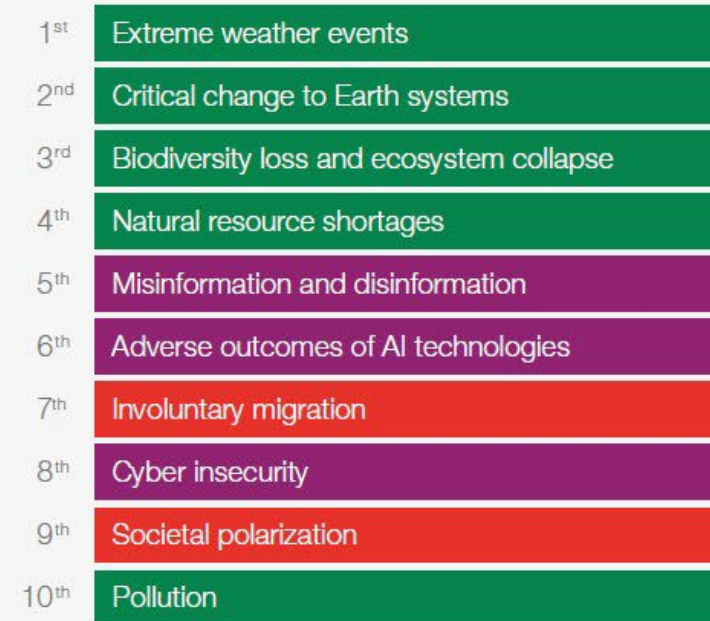 1st Extreme weather events
2nd Critical change to Earth systems
3rd Biodiversity loss and ecosystem collapse
4th Natural resource shortages
5th Misinformation and disinformation
6th Adverse outcomes of AI technologies
7th Involuntary migration
8th Cyber insecurity
9th Societal polarization
10th Pollution